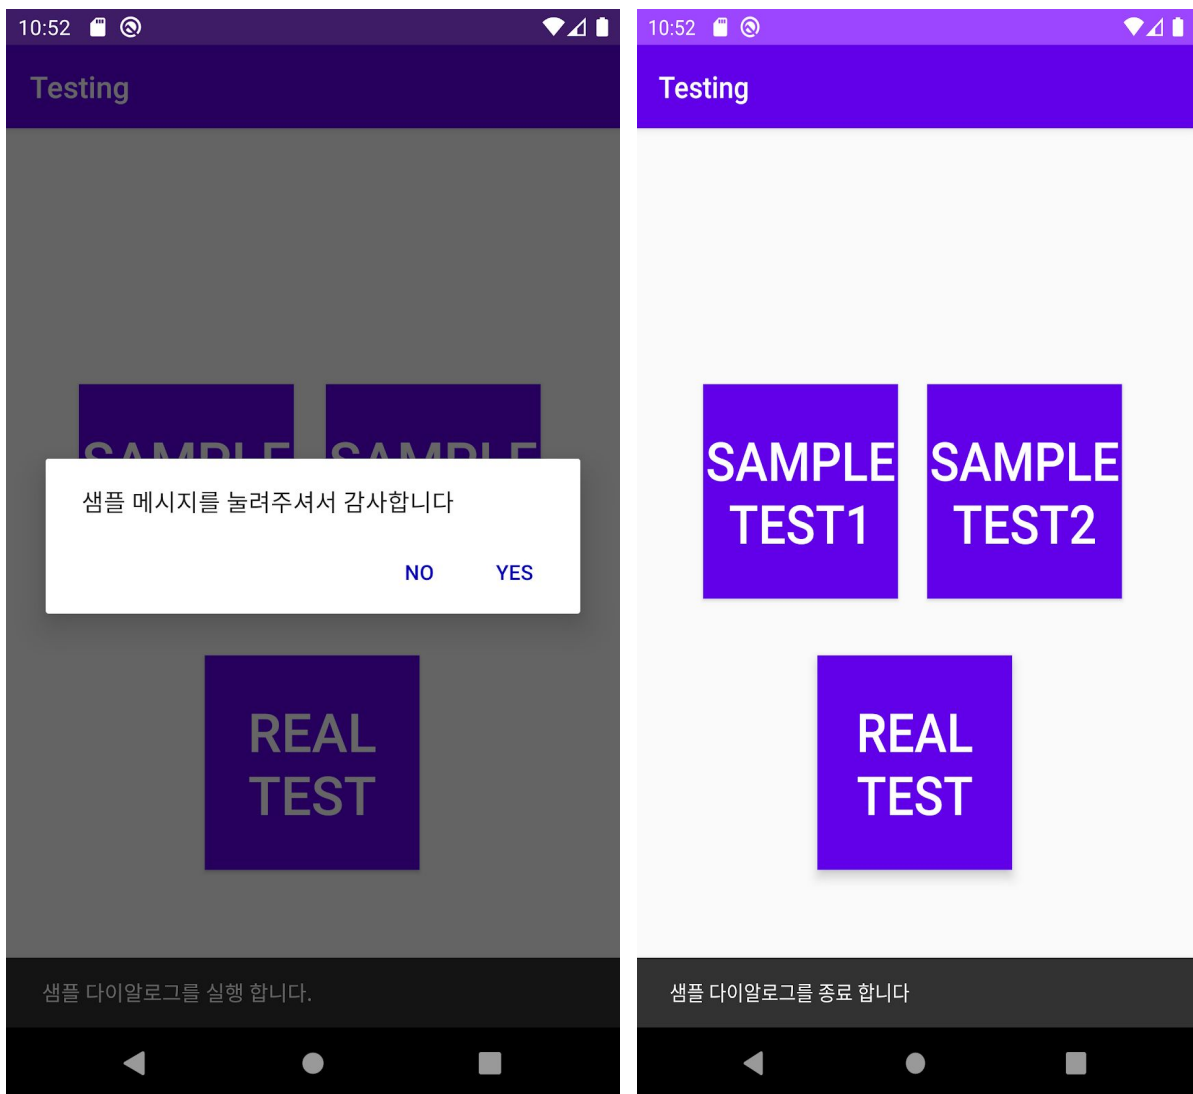 10:52
Testing
SAMPLE SAMPLE
샘플 메시지를 눌려주셔서 감사합니다
NO YES
REAL
TEST
샘플 다이알로그를 실행 합니다.
10:52
Testing
SAMPLE
TEST1
SAMPLE
TEST2
REAL
TEST
샘플 다이알로그를 종료 합니다